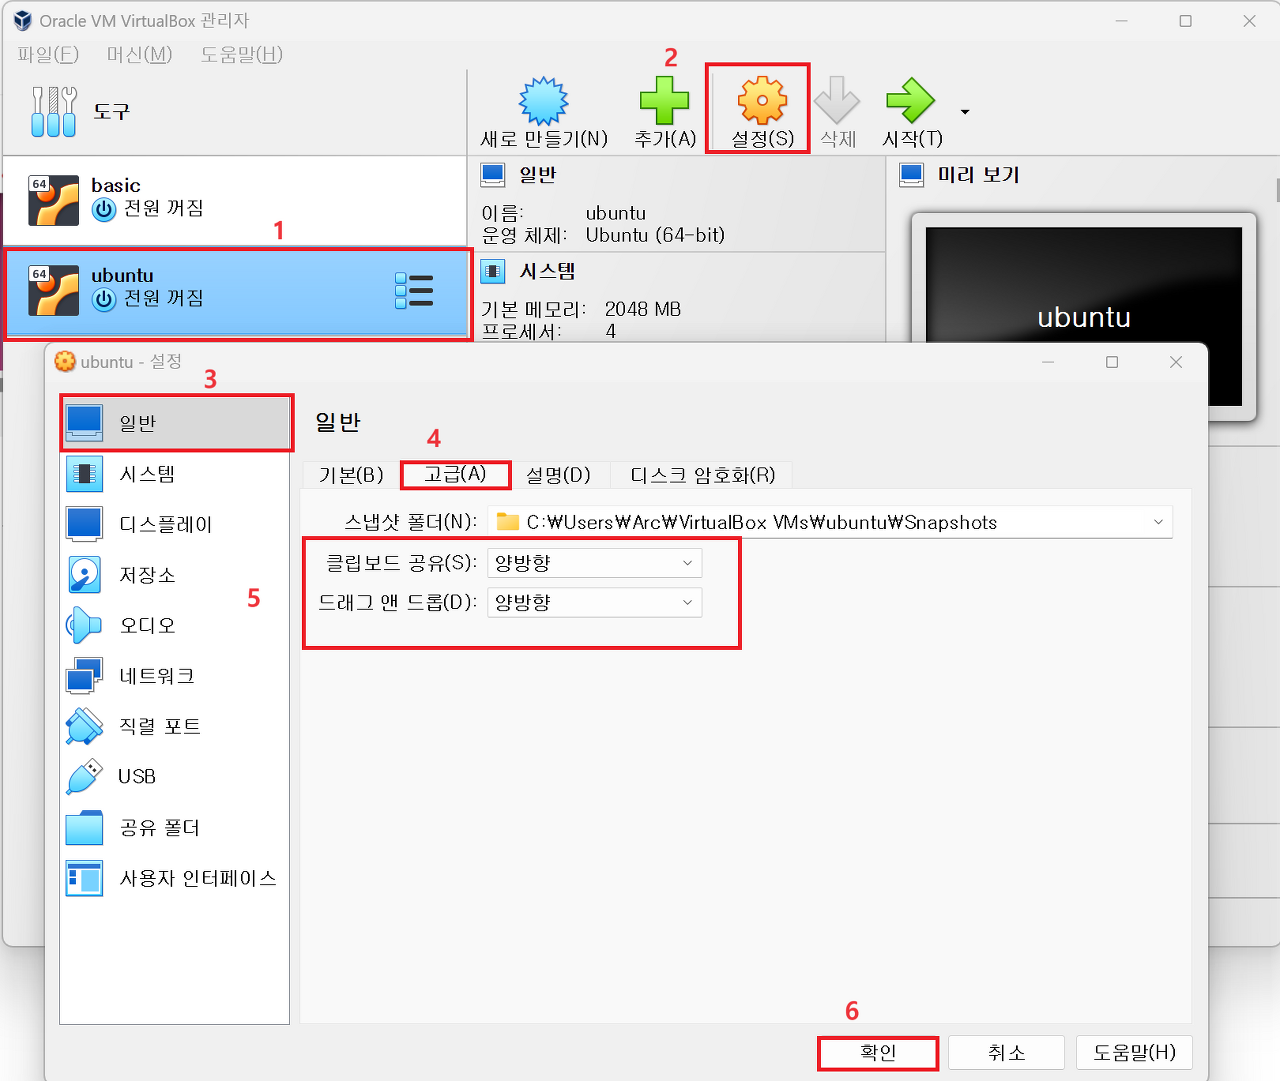 Oracle VM VirtualBox 관리자
파일(F) 머신(M) 도움말(H)
도구
2
새로 만들기(N) 추가(A) 설정(S) 삭제 시작(T)
64
basic
전원 꺼짐
1
64
ubuntu
전원 꺼짐
일반
이름: ubuntu
운영 체제: Ubuntu (64-bit)
시스템
기본 메모리: 2048 MB
프로세서: 4
미리 보기
ubuntu
ubuntu - 설정
3
일반
시스템
디스플레이
저장소
5
오디오
네트워크
직렬 포트
USB
공유 폴더
사용자 인터페이스
일반
4
기본(B) 고급(A) 설명(D) 디스크 암호화(R)
스냅샷 폴더(N): C:₩Users₩Arc₩VirtualBox VMs₩ubuntu₩Snapshots
클립보드 공유(S): 양방향
드래그 앤 드롭(D): 양방향
6
확인 취소 도움말(H)